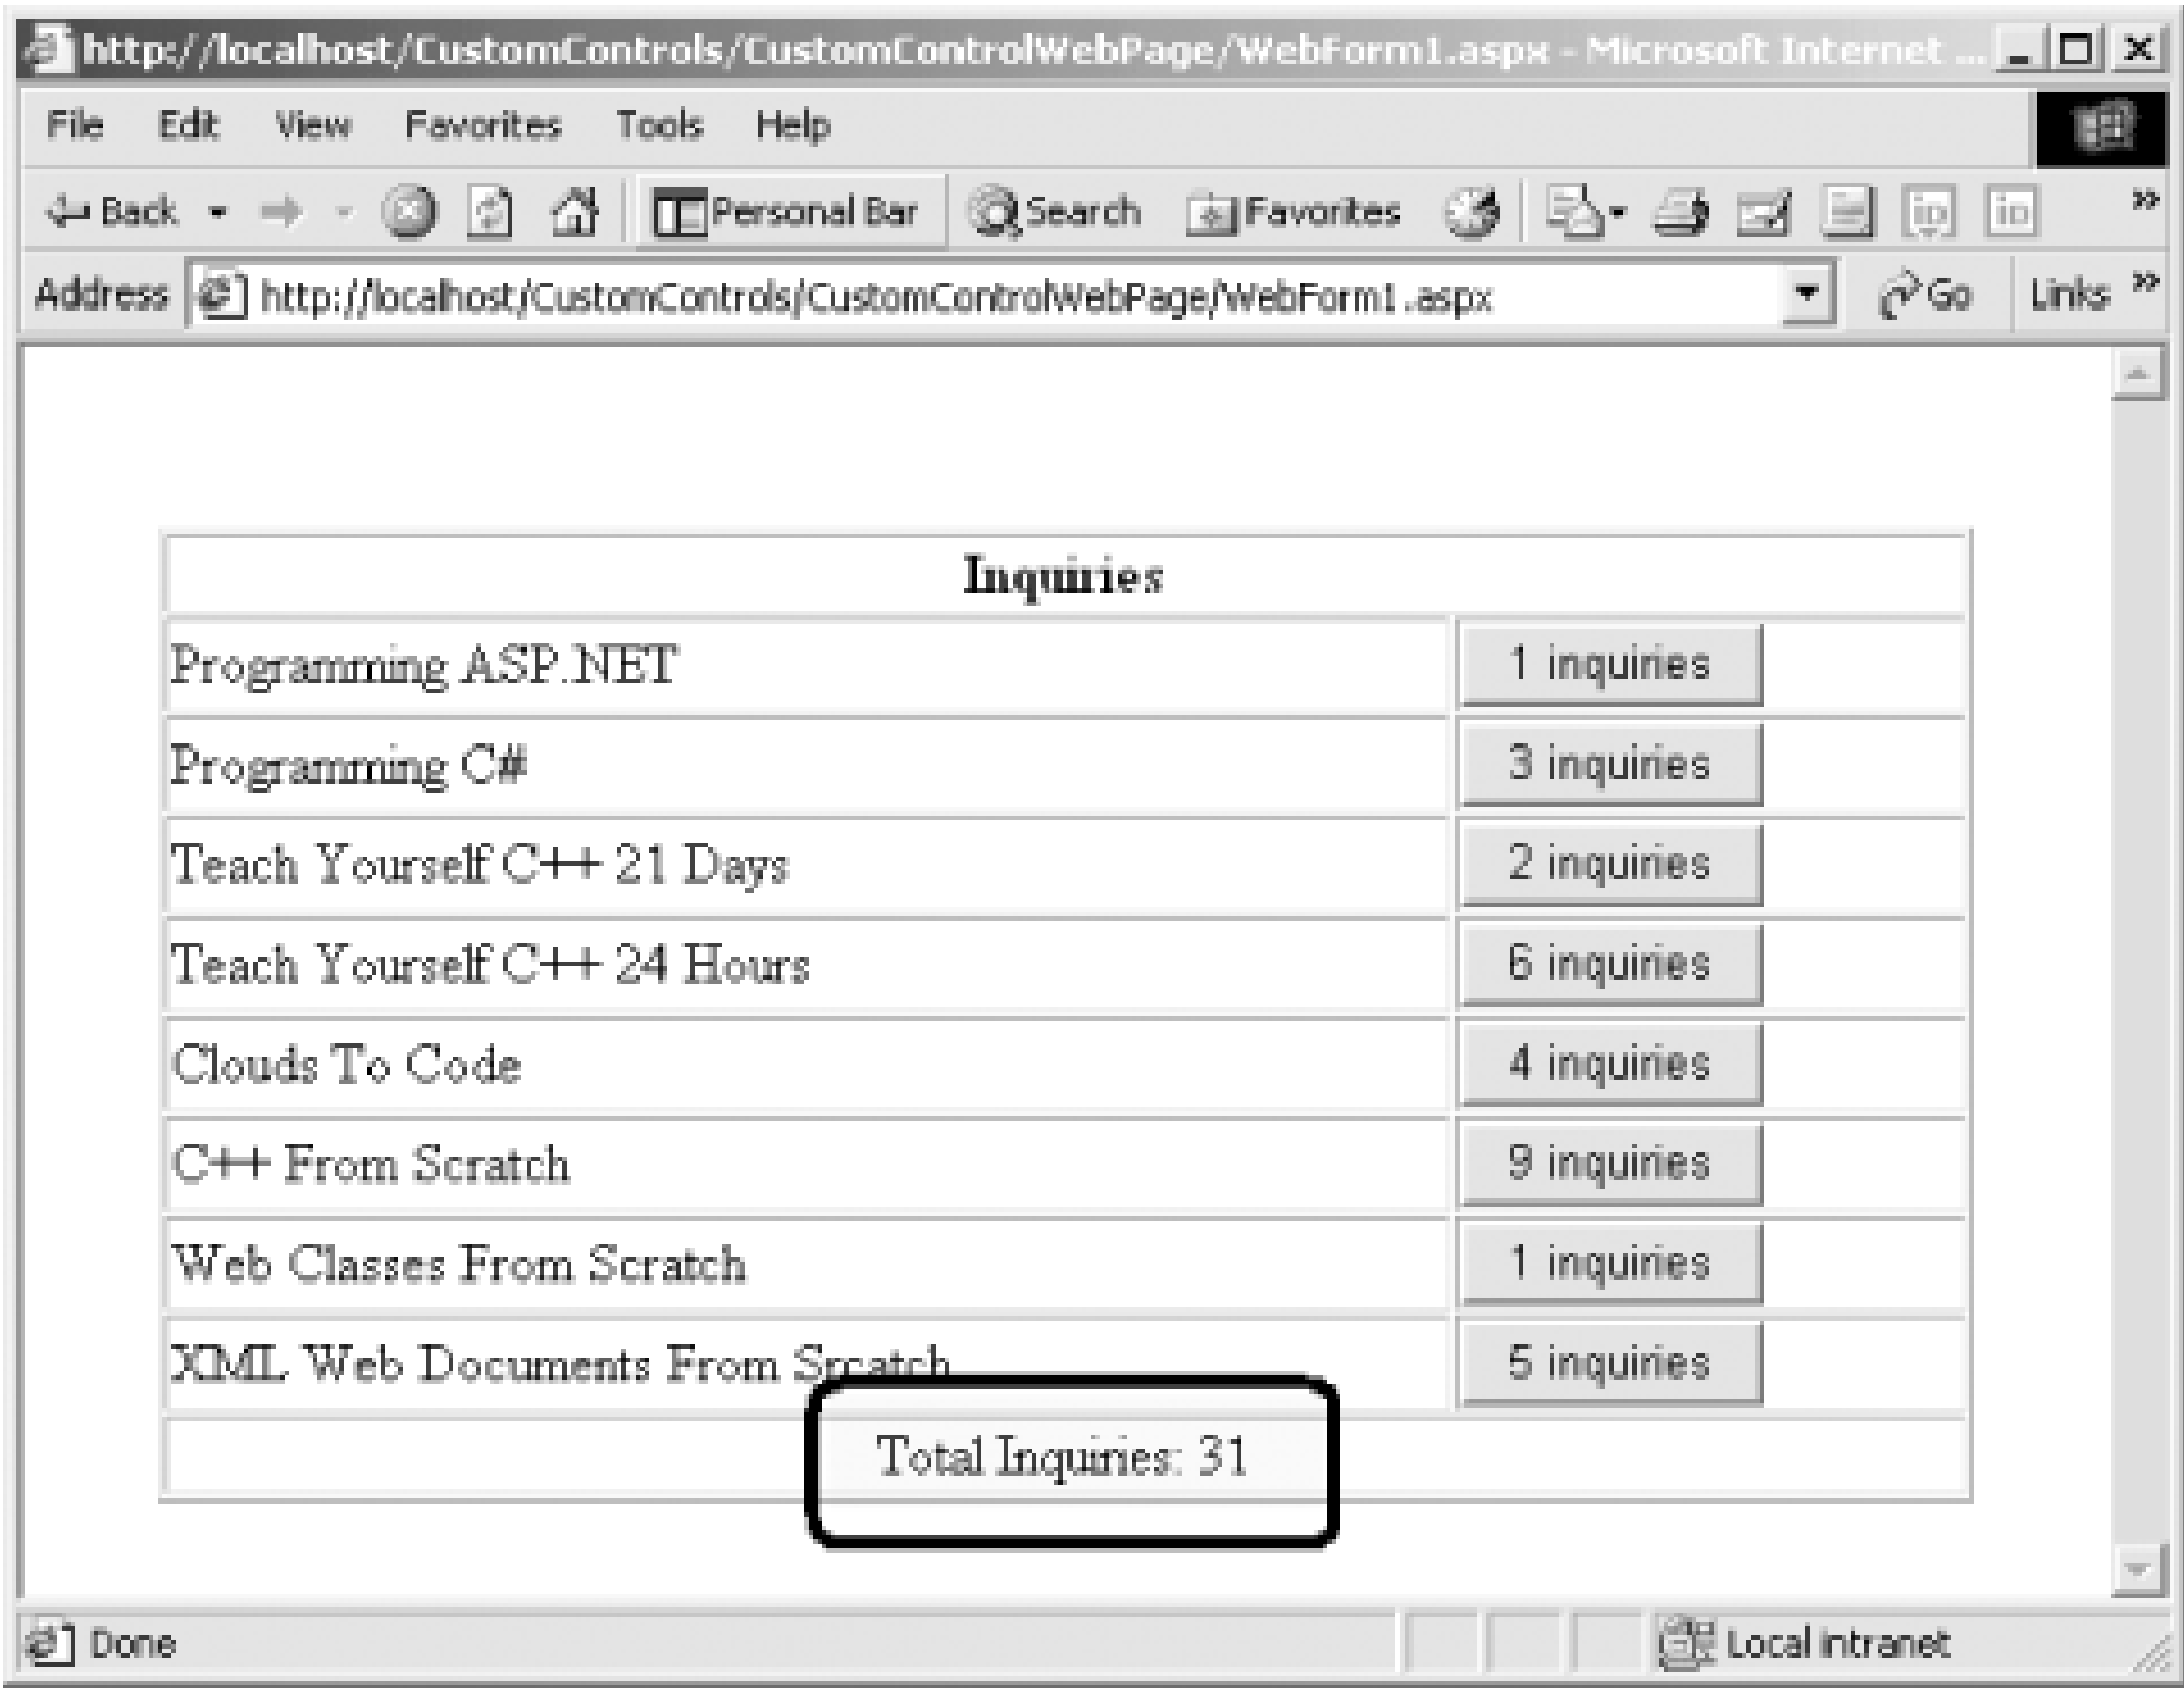 http://localhost/CustomControls/CustomControlWebPage/WebForm1.aspx - Microsoft Internet ...
File Edit View Favorites Tools Help
Back Personal Bar Search Favorites
Address http://localhost/CustomControls/CustomControlWebPage/WebForm1.aspx Go Links
Inquiries
Programming ASP.NET 1 inquiries
Programming C# 3 inquiries
Teach Yourself C++ 21 Days 2 inquiries
Teach Yourself C++ 24 Hours 6 inquiries
Clouds To Code 4 inquiries
C++ From Scratch 9 inquiries
Web Classes From Scratch 1 inquiries
XML Web Documents From Srcatch 5 inquiries
Total Inquiries: 31
Done Local intranet